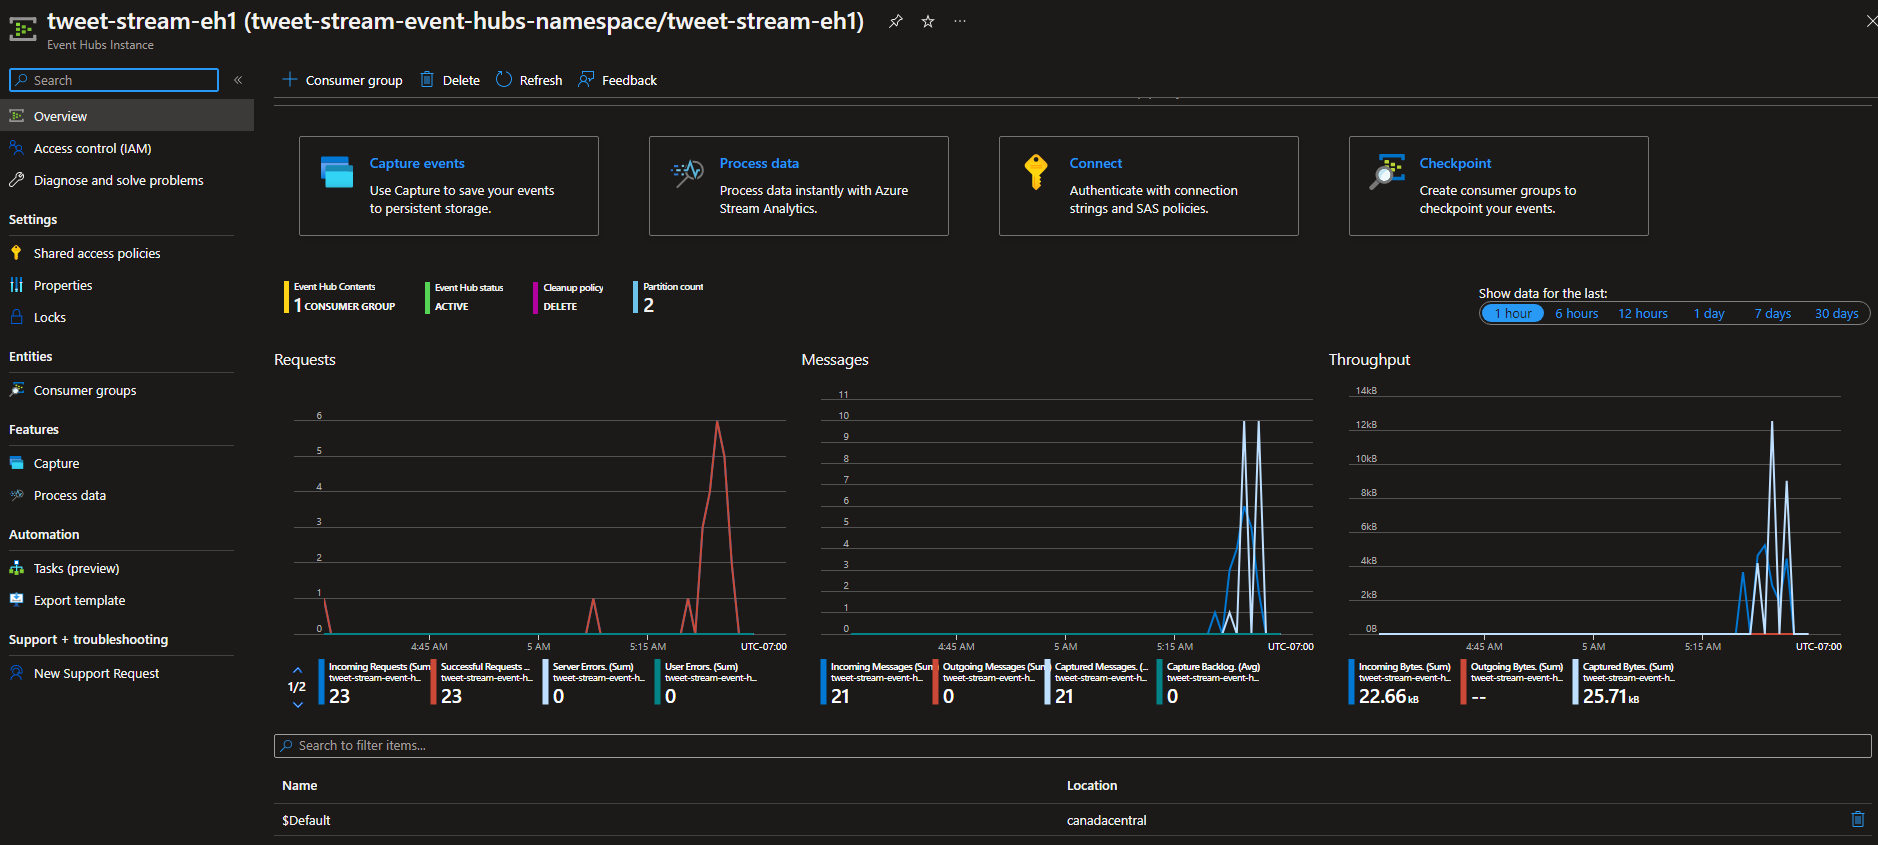 tweet-stream-eh1 (tweet-stream-event-hubs-namespace/tweet-stream-eh1)
Event Hubs Instance
Search
Overview
Access control (IAM)
Diagnose and solve problems
Settings
Shared access policies
Properties
Locks
Entities
Consumer groups
Features
Capture
Process data
Automation
Tasks (preview)
Export template
Support + troubleshooting
New Support Request
Consumer group
Delete
Refresh
Feedback
Capture events
Use Capture to save your events
to persistent storage.
Process data
Process data instantly with Azure
Stream Analytics.
Connect
Authenticate with connection
strings and SAS policies.
Checkpoint
Create consumer groups to
checkpoint your events.
Event Hub Contents
1 CONSUMER GROUP
Event Hub status
ACTIVE
Cleanup policy
DELETE
Partition count
2
Show data for the last:
1 hour
6 hours
12 hours
1 day
7 days
30 days
Requests
6
5
4
3
2
1
0
4:45 AM
5 AM
5:15 AM
UTC-07:00
1/2
Incoming Requests (Sum)
tweet-stream-event-h...
23
Successful Requests ...
tweet-stream-event-h...
23
Server Errors. (Sum)
tweet-stream-event-h...
0
User Errors. (Sum)
tweet-stream-event-h...
0
Messages
11
10
9
8
7
6
5
4
3
2
1
0
4:45 AM
5 AM
5:15 AM
UTC-07:00
Incoming Messages (Sum)
tweet-stream-event-h...
21
Outgoing Messages (Sum)
tweet-stream-event-h...
0
Captured Messages. (...
tweet-stream-event-h...
21
Capture Backlog. (Avg)
tweet-stream-event-h...
0
Throughput
14kB
12kB
10kB
8kB
6kB
4kB
2kB
0B
4:45 AM
5 AM
5:15 AM
UTC-07:00
Incoming Bytes. (Sum)
tweet-stream-event-h...
22.66 kB
Outgoing Bytes. (Sum)
tweet-stream-event-h...
--
Captured Bytes. (Sum)
tweet-stream-event-h...
25.71 kB
Search to filter items...
Name
Location
$Default
canadacentral